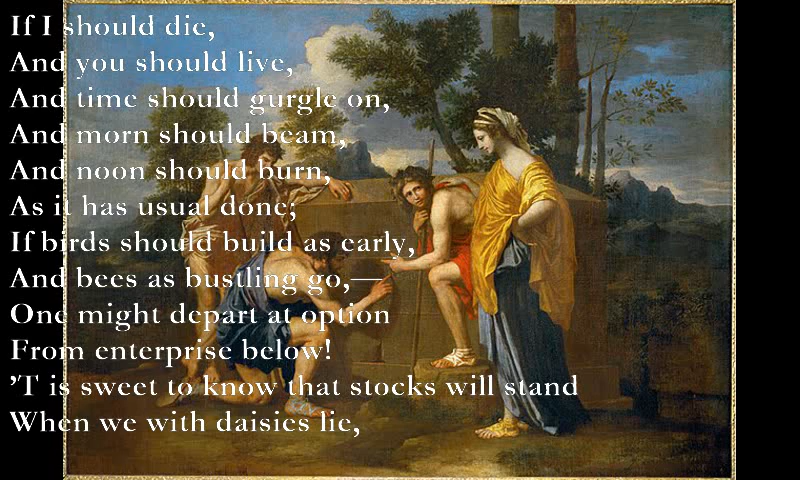 If I should die,
And you should live,
And time should gurgle on,
And morn should beam,
And noon should burn,
As it has usual done;
If birds should build as early,
And bees as bustling go,—
One might depart at option
From enterprise below!
’T is sweet to know that stocks will stand
When we with daisies lie,